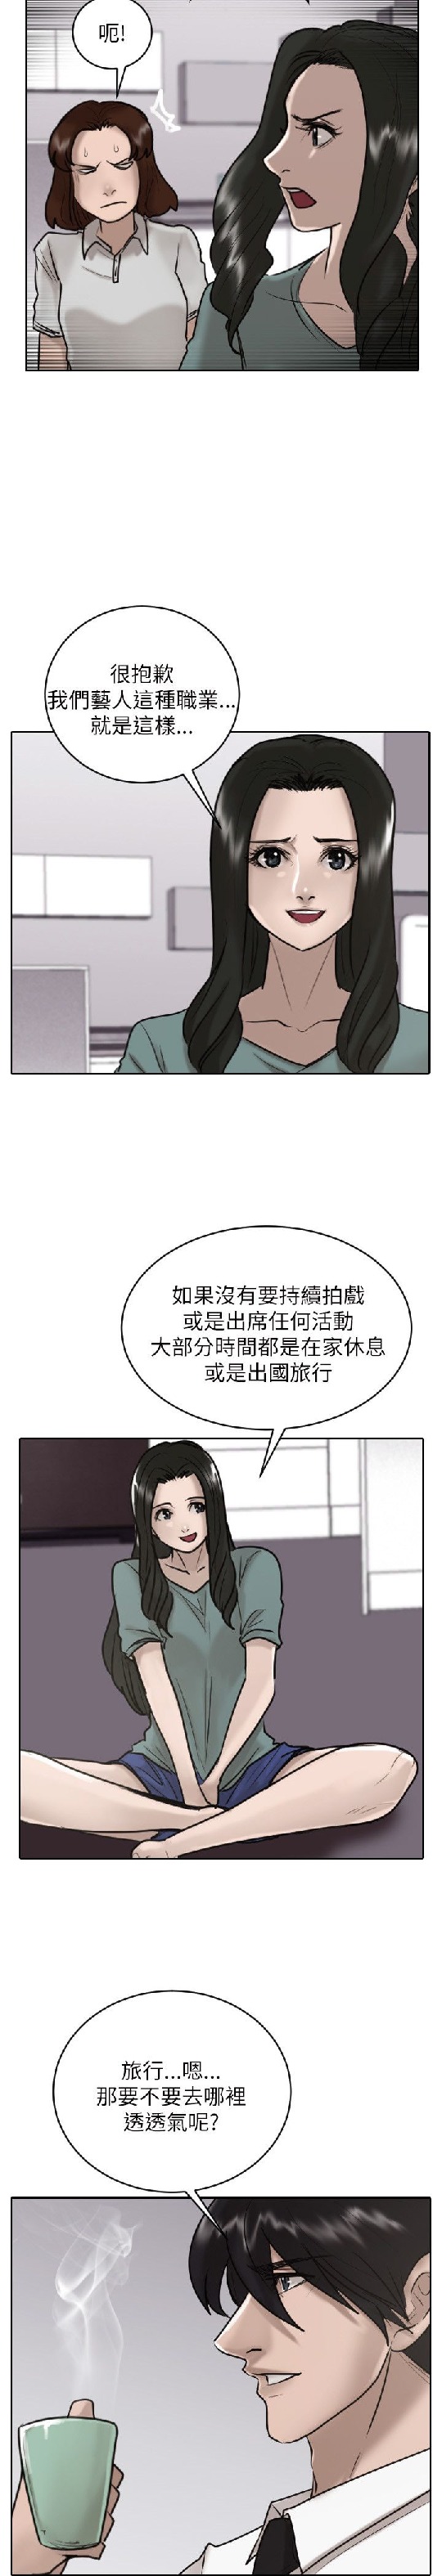 呃!
很抱歉
我們藝人這種職業...
就是這樣...
如果沒有要持續拍戲
或是出席任何活動
大部分時間都是在家休息
或是出國旅行
旅行...嗯...
那要不要去哪裡
透透氣呢?